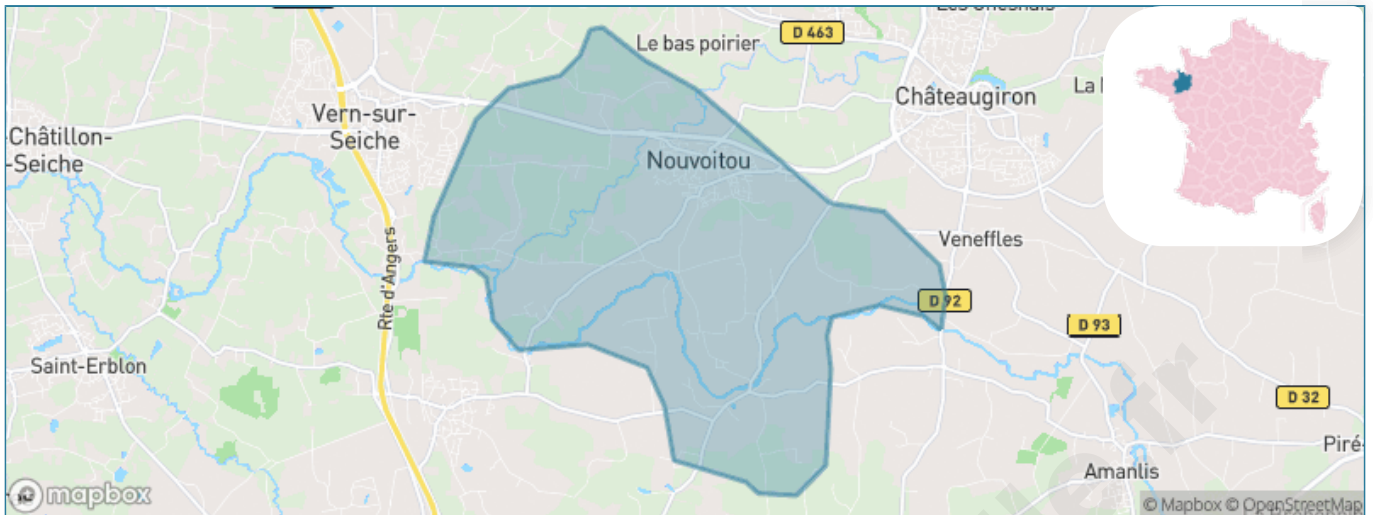 Le bas poirier
D 463
Châteaugiron
Vern-sur-
Seiche
-Châtillon-
-Seiche
Nouvoitou
Veneffles
Rte d'Angers
D 92
D 93
Saint-Erblon
D 32
Piré-
Amanlis
mapbox
© Mapbox © OpenStreetMap